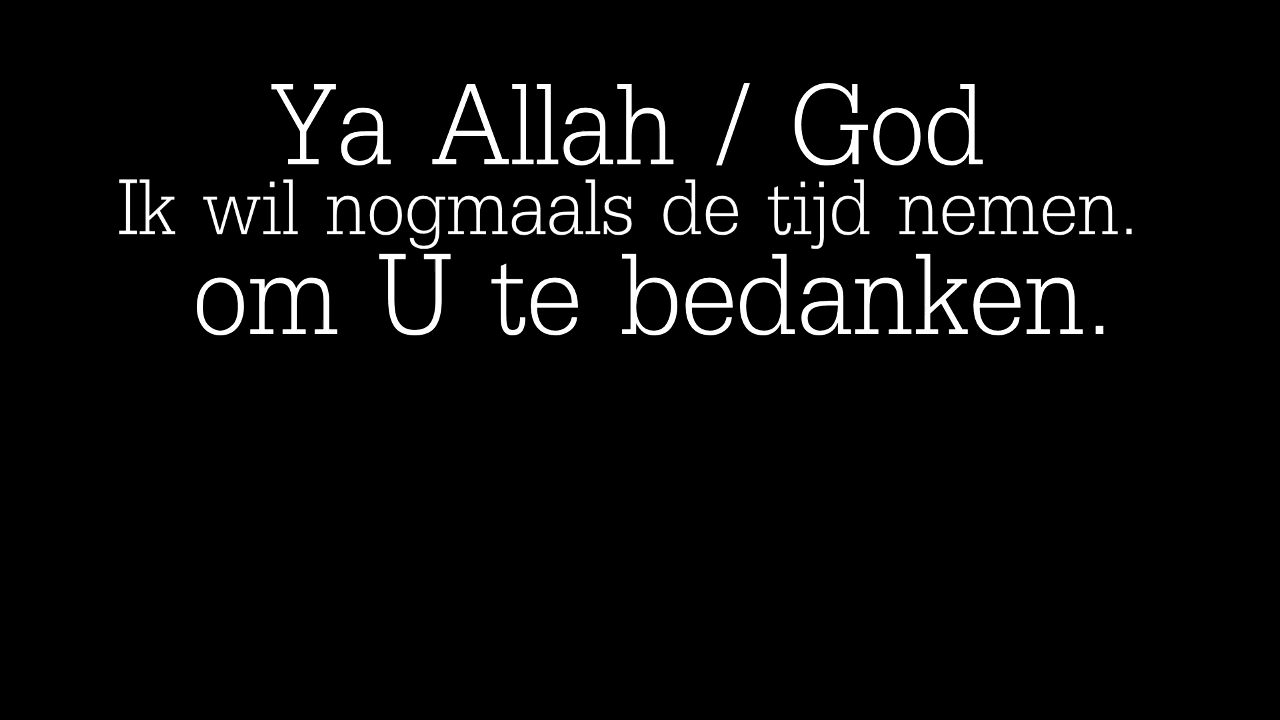 Ya Allah / God
Ik wil nogmaals de tijd nemen.
om U te bedanken.